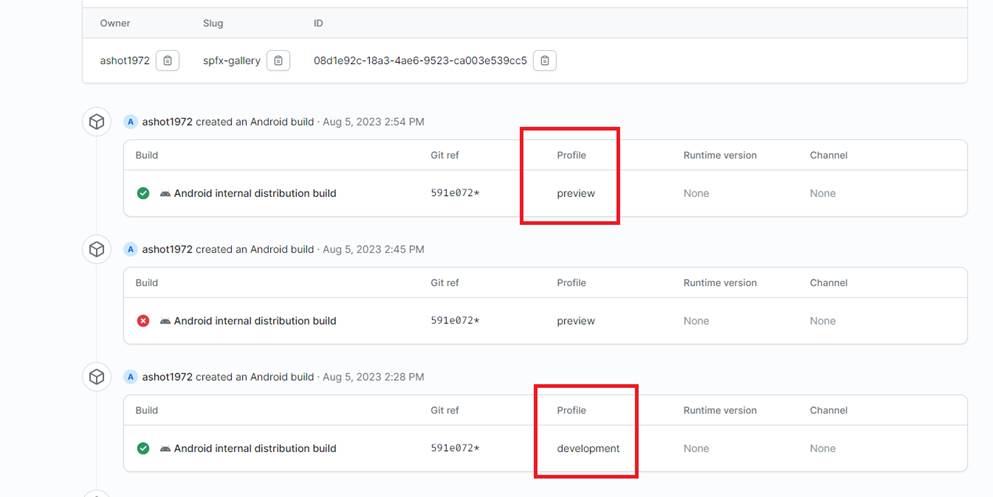 Owner Slug ID
ashot1972 spfx-gallery 08d1e92c-18a3-4ae6-9523-ca003e539cc5
A ashot1972 created an Android build · Aug 5, 2023 2:54 PM
Build Git ref Profile Runtime version Channel
Android internal distribution build 591e072* preview None None
A ashot1972 created an Android build · Aug 5, 2023 2:45 PM
Build Git ref Profile Runtime version Channel
Android internal distribution build 591e072* preview None None
A ashot1972 created an Android build · Aug 5, 2023 2:28 PM
Build Git ref Profile Runtime version Channel
Android internal distribution build 591e072* development None None